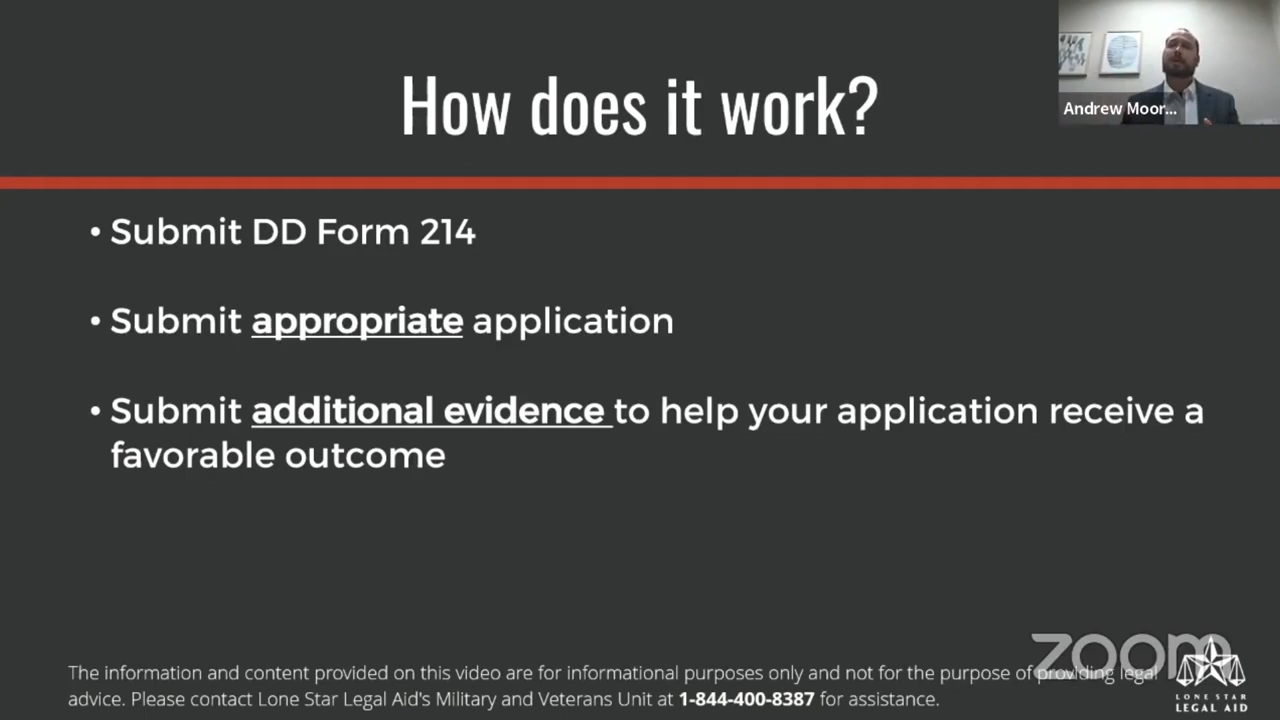 How does it work?
Andrew Moor...
• Submit DD Form 214
• Submit appropriate application
• Submit additional evidence to help your application receive a
favorable outcome
zoom
The information and content provided on this video are for informational purposes only and not for the purpose of providing legal
advice. Please contact Lone Star Legal Aid's Military and Veterans Unit at 1-844-400-8387 for assistance.
LONE STAR
LEGAL AID